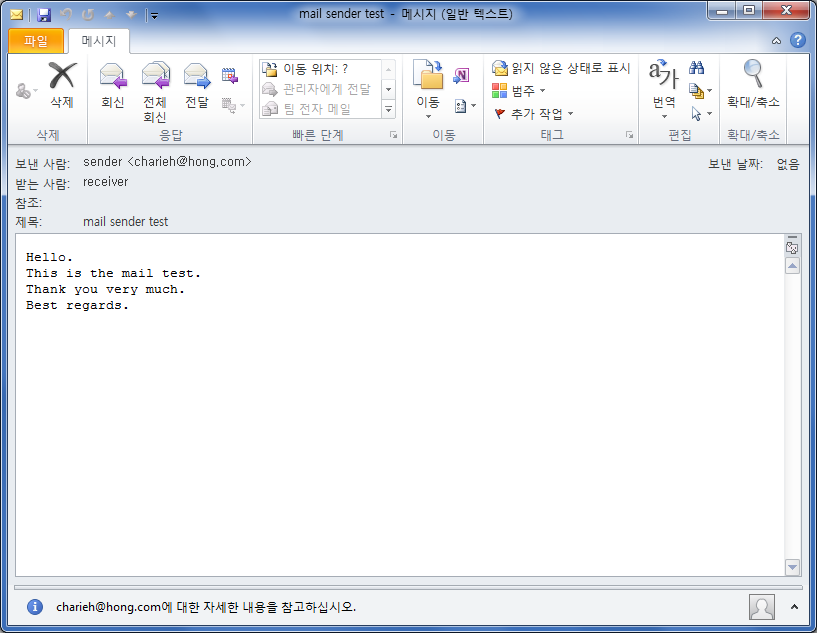 mail sender test - 메시지 (일반 텍스트)
파일 메시지
삭제
회신
전체 회신
전달
이동 위치: ?
관리자에게 전달
팀 전자 메일
이동
읽지 않은 상태로 표시
범주
추가 작업
번역
확대/축소
삭제 응답 빠른 단계 이동 태그 편집 확대/축소
보낸 사람: sender <charieh@hong.com> 보낸 날짜: 없음
받는 사람: receiver
참조:
제목: mail sender test
Hello.
This is the mail test.
Thank you very much.
Best regards.
charieh@hong.com에 대한 자세한 내용을 참고하십시오.